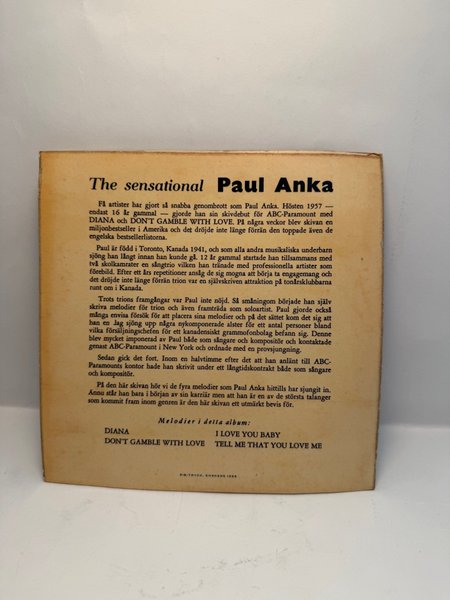 The sensational Paul Anka
Få artister har gjort så snabba genombrott som Paul Anka. Hösten 1957 —
endast 16 år gammal — gjorde han sin skivdebut för ABC-Paramount med
DIANA och DON'T GAMBLE WITH LOVE. På några veckor blev skivan en
miljonbestseller i Amerika och det dröjde inte länge förrän den toppade även de
engelska bestsellerlistorna.
Paul är född i Toronto, Kanada 1941, och som alla andra musikaliska underbarn
sjöng han långt innan han kunde gå. 12 år gammal startade han tillsammans med
två skolkamrater en sångtrio vilken han tränade med professionella artister som
förebild. Efter ett års repetitioner ansåg de sig mogna att börja ta engagemang och
det dröjde inte länge förrän trion var en självskriven attraktion på tonårsklubbarna
runt om i Kanada.
Trots trions framgångar var Paul inte nöjd. Så småningom började han själv
skriva melodier för trion och även framträda som soloartist. Paul gjorde också
många envisa försök för att placera sina melodier och på det sättet kom det sig att
han en dag sjöng upp några nykomponerade alster för ett antal personer bland
vilka försäljningschefen för ett kanadensiskt grammofonbolag befann sig. Denne
blev mycket imponerad av Paul både som sångare och kompositör och kontaktade
genast ABC-Paramount i New York och ordnade med en provsjungning.
Sedan gick det fort. Inom en halvtimme efter det att han anlänt till ABC-
Paramounts kontor hade han skrivit under ett långtidskontrakt både som sångare
och kompositör.
På den här skivan hör vi de fyra melodier som Paul Anka hittills har sjungit in.
Ännu står han bara i början av sin karriär men att han är en av de största talanger
som kommit fram inom genren är den här skivan ett utmärkt bevis för.
Melodier i detta album:
DIANA I LOVE YOU BABY
DON'T GAMBLE WITH LOVE TELL ME THAT YOU LOVE ME